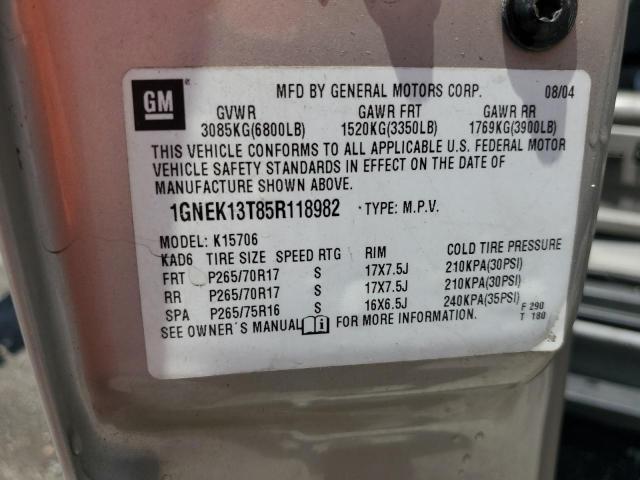 GM
MFD BY GENERAL MOTORS CORP. 08/04
GVWR GAWR FRT GAWR RR
3085KG(6800LB) 1520KG(3350LB) 1769KG(3900LB)
THIS VEHICLE CONFORMS TO ALL APPLICABLE U.S. FEDERAL MOTOR
VEHICLE SAFETY STANDARDS IN EFFECT ON THE DATE OF
MANUFACTURE SHOWN ABOVE.
1GNEK13T85R118982 TYPE: M.P.V.
MODEL: K15706
KAD6 TIRE SIZE SPEED RTG RIM COLD TIRE PRESSURE
FRT P265/70R17 S 17X7.5J 210KPA(30PSI)
RR P265/70R17 S 17X7.5J 210KPA(30PSI)
SPA P265/75R16 S 16X6.5J 240KPA(35PSI)
SEE OWNER'S MANUAL i FOR MORE INFORMATION.
F 290
T 180